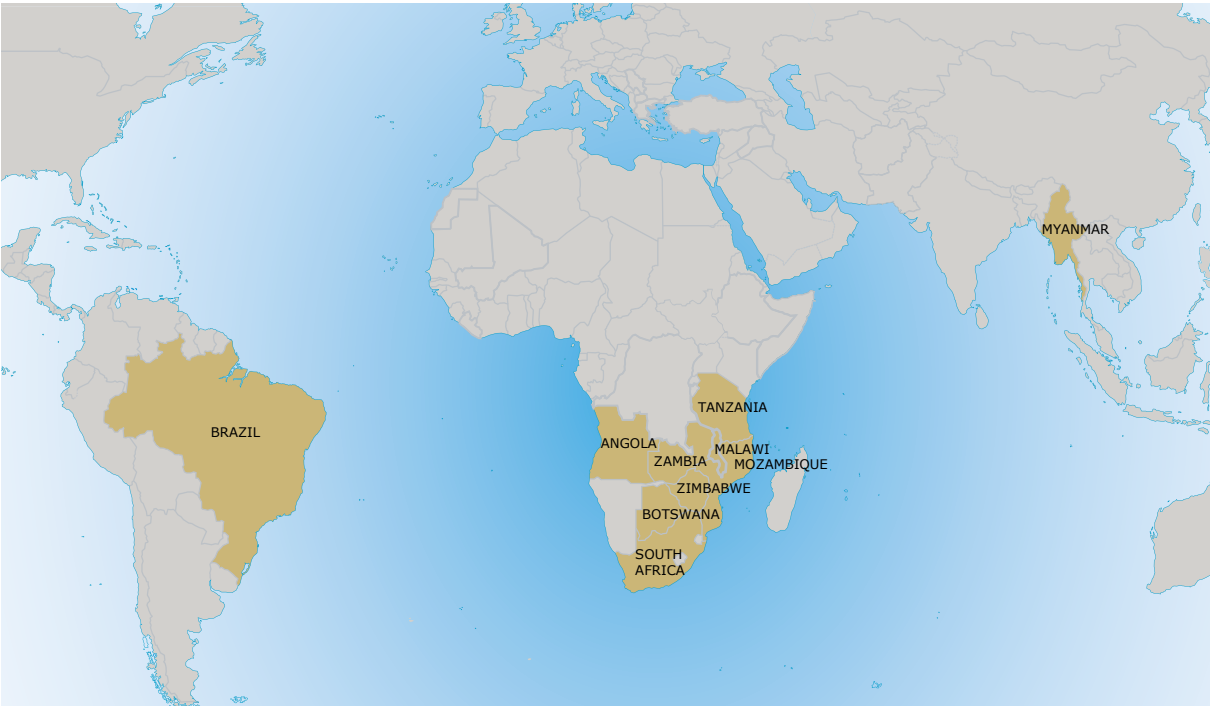 MYANMAR
BRAZIL
TANZANIA
ANGOLA
MALAWI
ZAMBIA
MOZAMBIQUE
ZIMBABWE
BOTSWANA
SOUTH
AFRICA